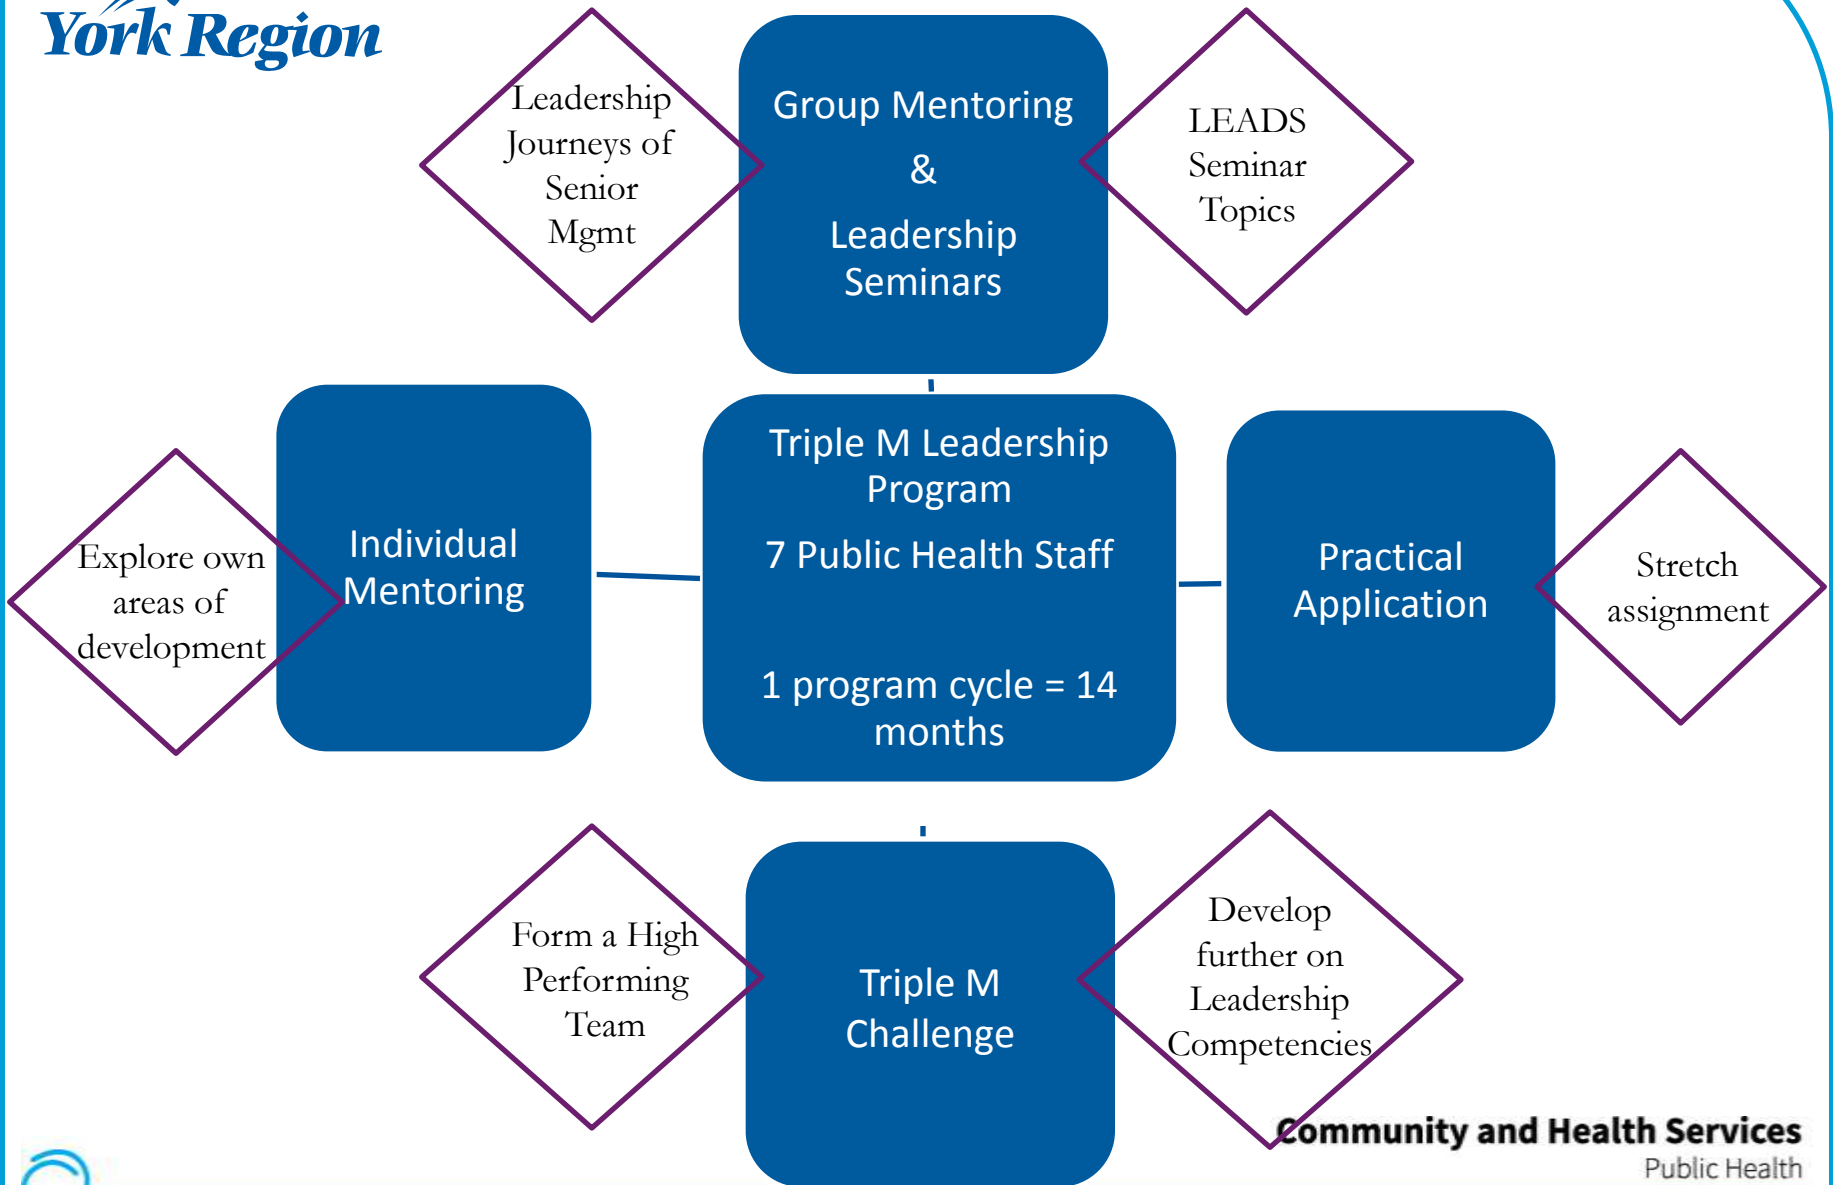 York Region
Leadership
Journeys of
Senior
Mgmt
Group Mentoring
&
Leadership
Seminars
LEADS
Seminar
Topics
Explore own
areas of
development
Individual
Mentoring
Triple M Leadership
Program
7 Public Health Staff
1 program cycle = 14
months
Practical
Application
Stretch
assignment
Form a High
Performing
Team
Triple M
Challenge
Develop
further on
Leadership
Competencies
Community and Health Services
Public Health